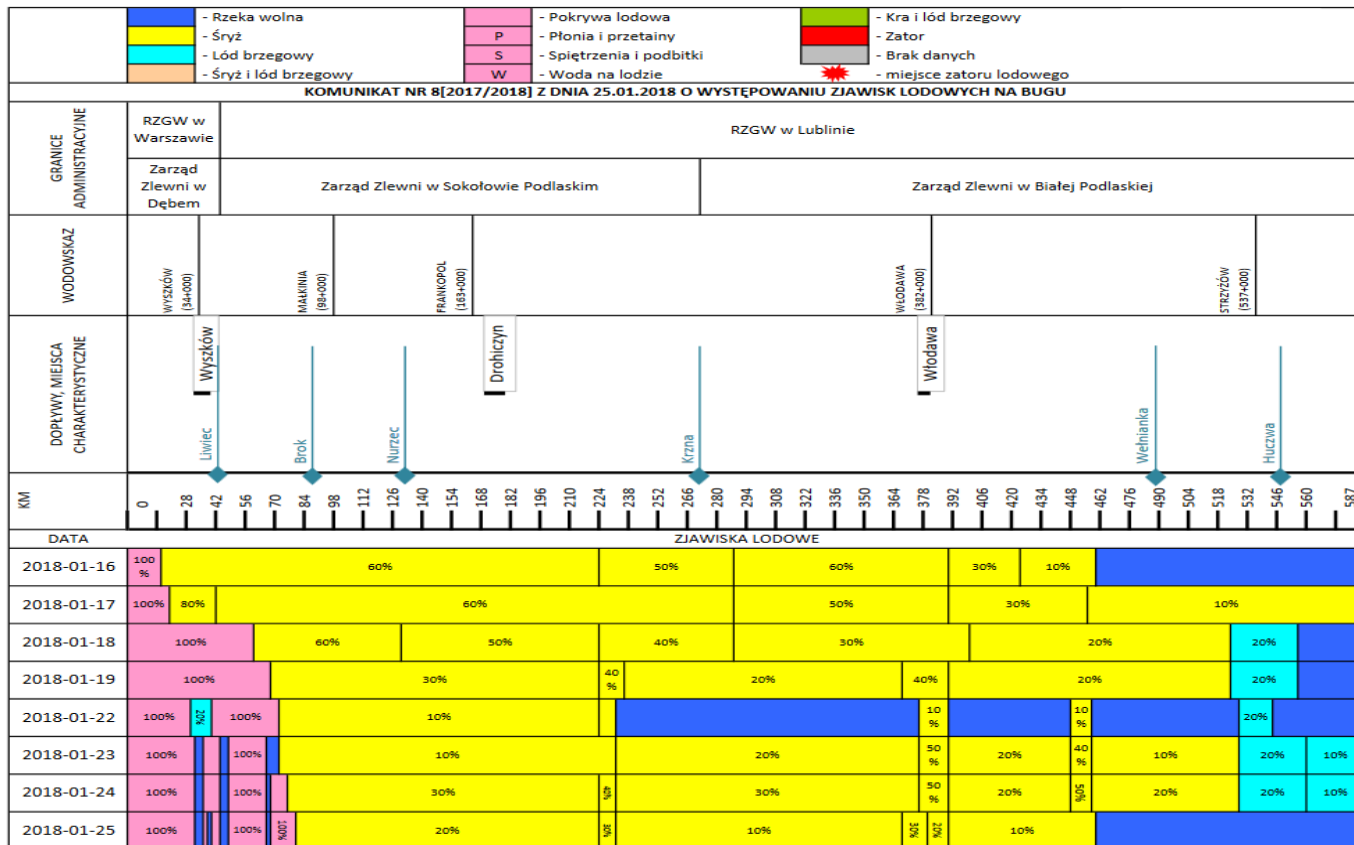 - Rzeka wolna
- Śryż
- Lód brzegowy
- Śryż i lód brzegowy
- Pokrywa lodowa
P - Płonia i przetainy
S - Spiętrzenia i podbitki
W - Woda na lodzie
- Kra i lód brzegowy
- Zator
- Brak danych
- miejsce zatoru lodowego
KOMUNIKAT NR 8[2017/2018] Z DNIA 25.01.2018 O WYSTĘPOWANIU ZJAWISK LODOWYCH NA BUGU
GRANICE
ADMINISTRACYJNE
RZGW w
Warszawie
RZGW w Lublinie
Zarząd
Zlewni w
Dębem
Zarząd Zlewni w Sokołowie Podlaskim
Zarząd Zlewni w Białej Podlaskiej
WODOWSKAZ
WYSZKÓW
(34+000)
MAŁKINIA
(98+000)
FRANKOPOL
(163+000)
WŁODAWA
(382+000)
STRZYŻÓW
(537+000)
DOPŁYWY, MIEJSCA
CHARAKTERYSTYCZNE
Wyszków
Drohiczyn
Włodawa
Liwiec
Brok
Nurzec
Krzna
Wełnianka
Huczwa
KM 0 28 42 56 70 84 98 112 126 140 154 168 182 196 210 224 238 252 266 280 294 308 322 336 350 364 378 392 406 420 434 448 462 476 490 504 518 532 546 560 587
DATA ZJAWISKA LODOWE
2018-01-16 100 % 60% 50% 60% 30% 10%
2018-01-17 100% 80% 60% 50% 30% 10%
2018-01-18 100% 60% 50% 40% 30% 20% 20%
2018-01-19 100% 30% 40 % 20% 40% 20% 20%
2018-01-22 100% 20% 100% 10% 10 % 10 % 20%
2018-01-23 100% 100% 10% 20% 50 % 20% 40 % 10% 20% 10%
2018-01-24 100% 100% 30% 40% 30% 50 % 20% 50% 20% 20% 10%
2018-01-25 100% 100% 100% 20% 30% 10% 30% 20% 10%